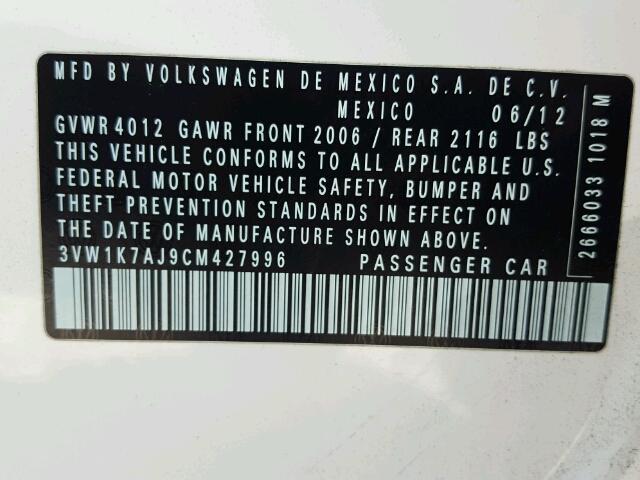 MFD BY VOLKSWAGEN DE MEXICO S.A. DE C.V.
MEXICO 06/12
GVWR 4012 GAWR FRONT 2006 / REAR 2116 LBS
THIS VEHICLE CONFORMS TO ALL APPLICABLE U.S.
FEDERAL MOTOR VEHICLE SAFETY, BUMPER AND
THEFT PREVENTION STANDARDS IN EFFECT ON
THE DATE OF MANUFACTURE SHOWN ABOVE.
3VW1K7AJ9CM427996 PASSENGER CAR
2666033 1018 M